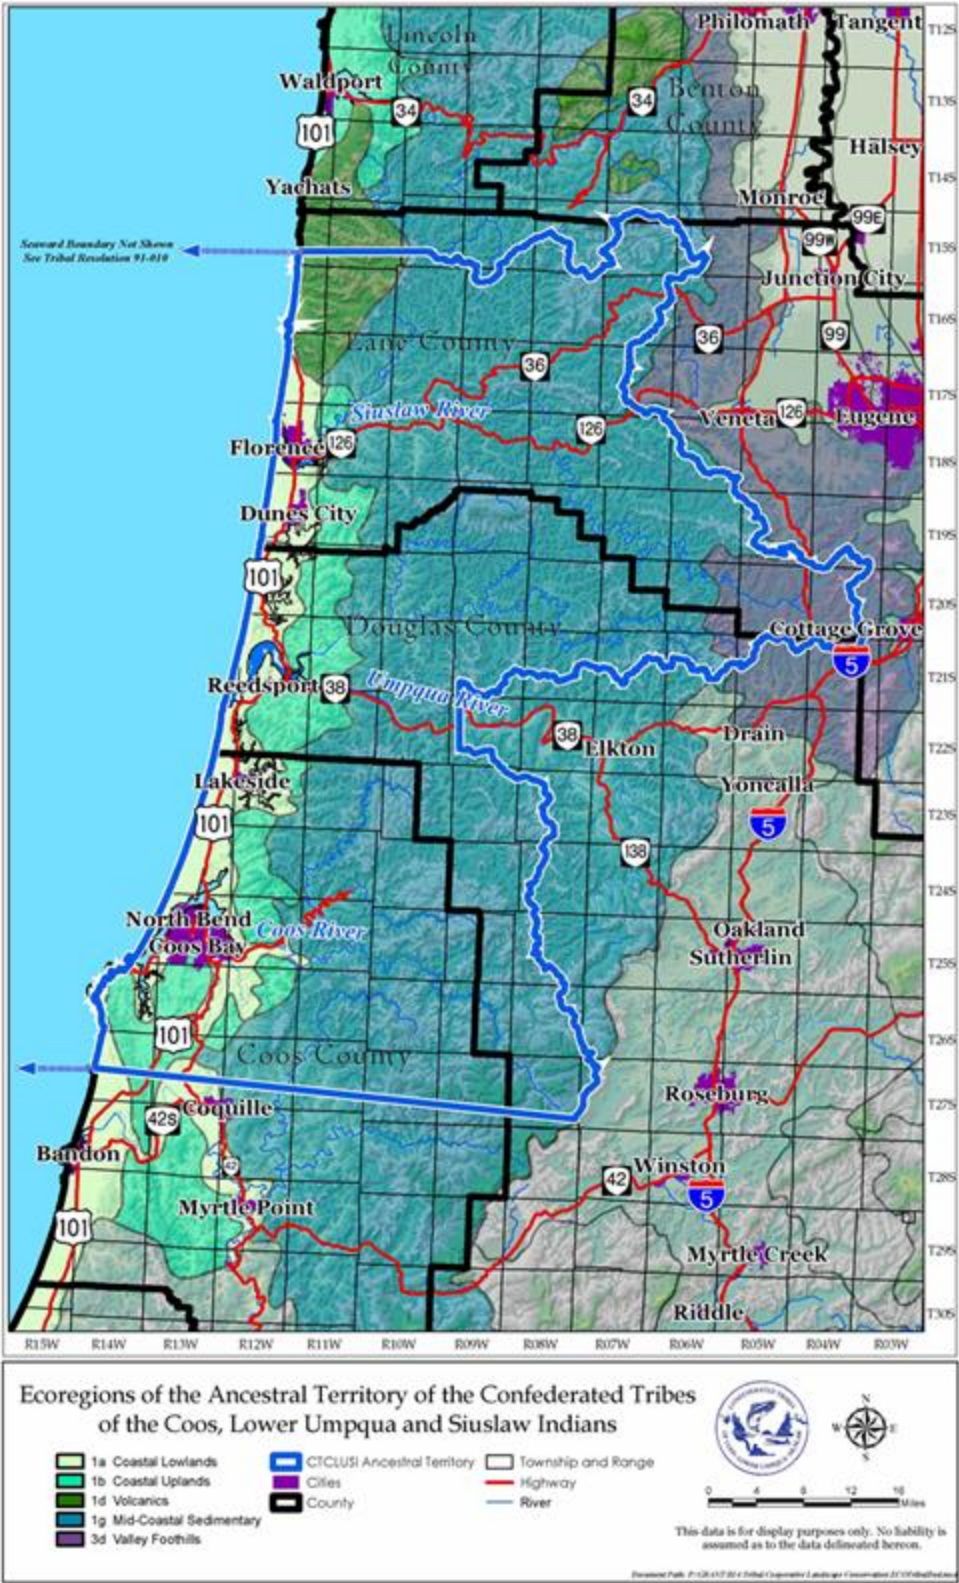 Philomath
Tangent
T12S
Lincoln
County
Waldport
34
34
Benton
County
T13S
101
Halsey
T14S
Yachats
Monroe
99E
99W
Seaward Boundary Not Shown
See Tribal Resolution 91-010
T15S
Junction City
T16S
Lane County
36
36
99
T17S
Siuslaw River
126
126
Veneta
126
Eugene
Florence
T18S
Dunes City
T19S
101
T20S
Douglas County
Cottage Grove
5
Reedsport
38
Umpqua River
T21S
38
Elkton
Drain
T22S
Lakeside
Yoncalla
101
5
T23S
138
T24S
North Bend
Coos Bay
Coos River
Oakland
Sutherlin
T25S
101
T26S
Coos County
Roseburg
T27S
Coquille
42S
Bandon
42
Winston
42
5
T28S
Myrtle Point
101
Myrtle Creek
T29S
Riddle
T30S
R15W R14W R13W R12W R11W R10W R09W R08W R07W R06W R05W R04W R03W
Ecoregions of the Ancestral Territory of the Confederated Tribes
of the Coos, Lower Umpqua and Siuslaw Indians
1a Coastal Lowlands
1b Coastal Uplands
1d Volcanics
1g Mid-Coastal Sedimentary
3d Valley Foothills
CTCLUSI Ancestral Territory
Cities
County
Township and Range
Highway
River
N
W E
S
0 4 8 12 16
Miles
This data is for display purposes only. No liability is
assumed as to the data delineated hereon.